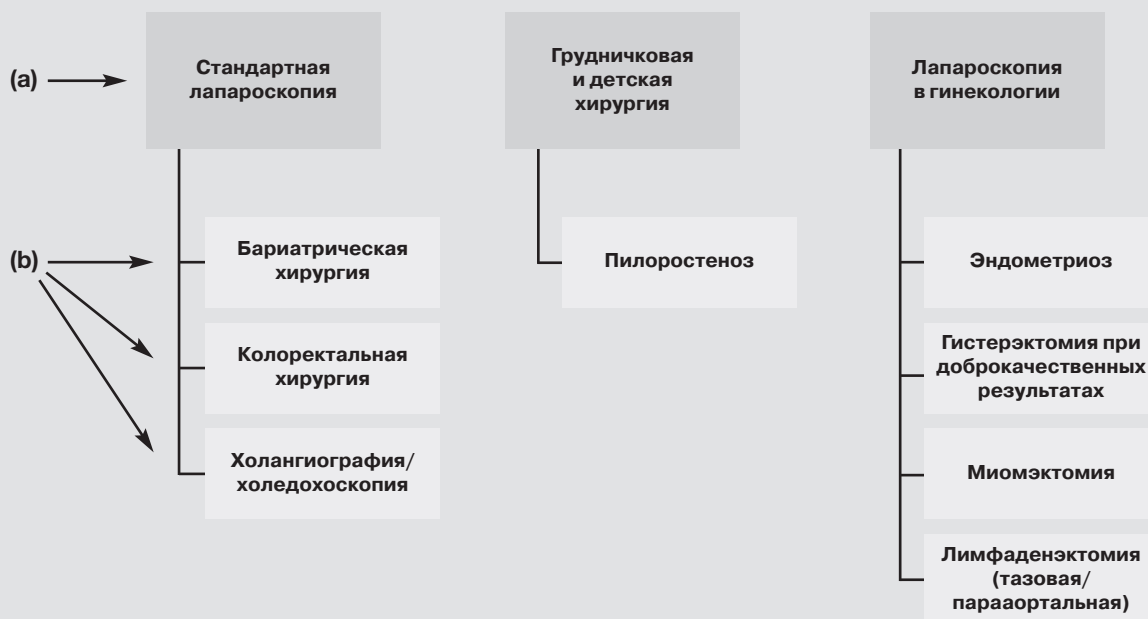 (a)
Стандартная
лапароскопия
Грудничковая
и детская
хирургия
Лапароскопия
в гинекологии
(b)
Бариатрическая
хирургия
Пилоростеноз
Эндометриоз
Колоректальная
хирургия
Гистерэктомия при
доброкачественных
результатах
Холангиография/
холедохоскопия
Миомэктомия
Лимфаденэктомия
(тазовая/
парааортальная)